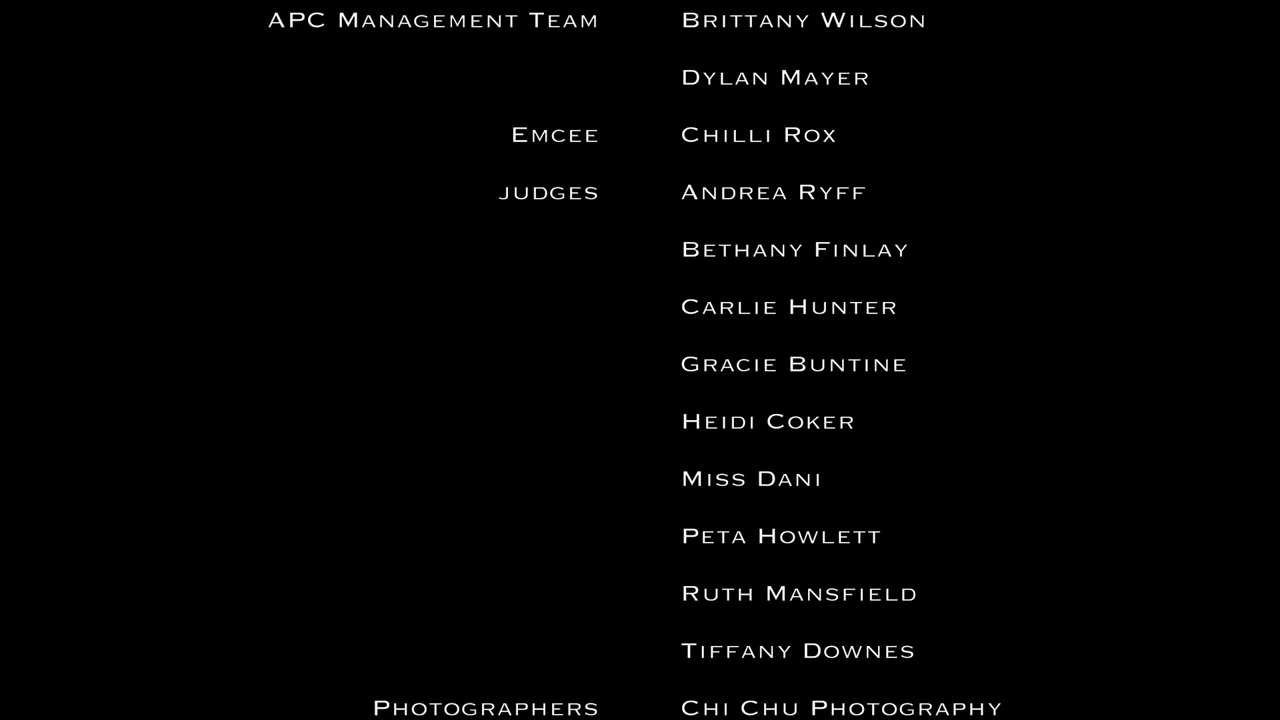 APC Management Team Brittany Wilson
Dylan Mayer
Emcee Chilli Rox
judges Andrea Ryff
Bethany Finlay
Carlie Hunter
Gracie Buntine
Heidi Coker
Miss Dani
Peta Howlett
Ruth Mansfield
Tiffany Downes
Photographers Chi Chu Photography